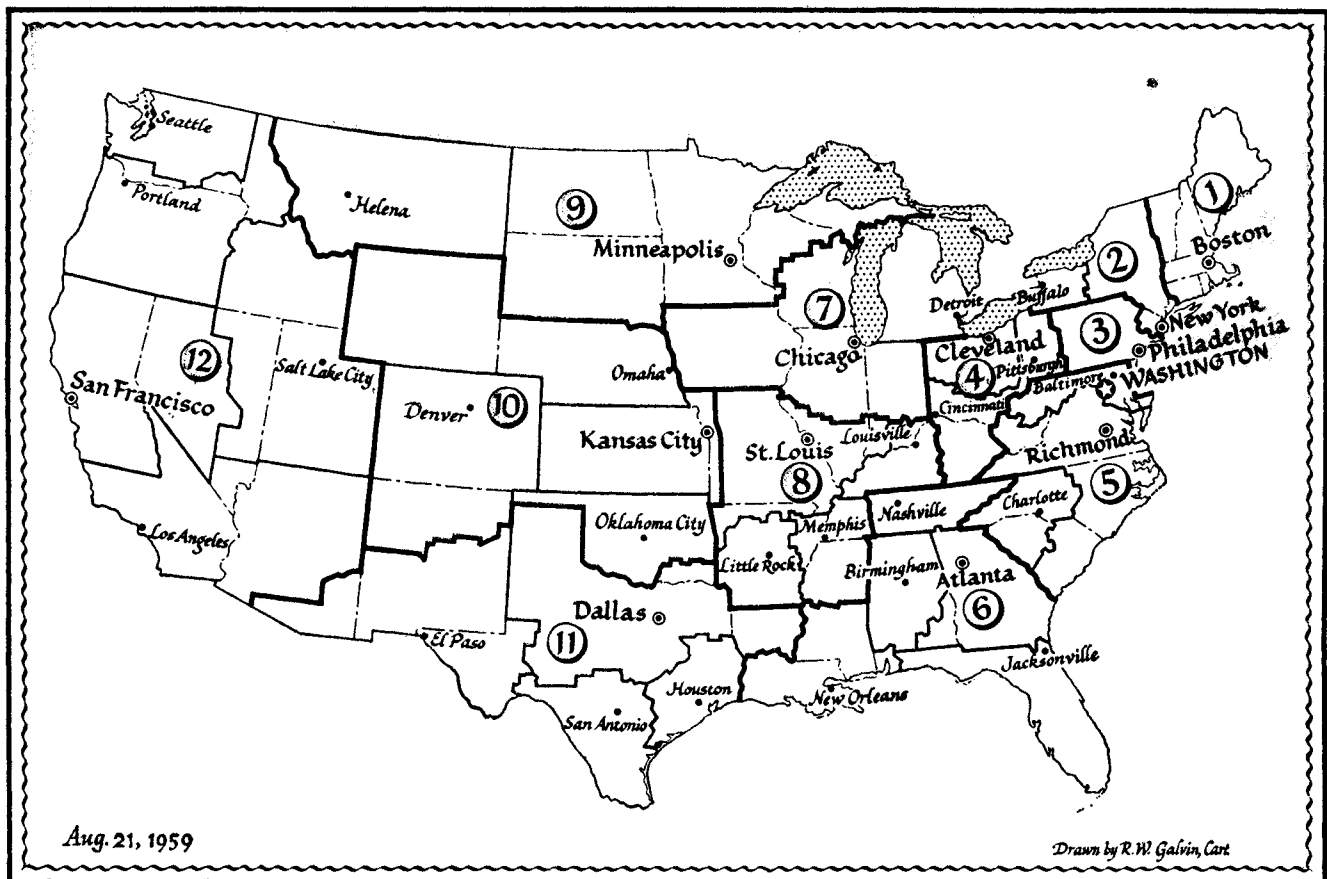 Seattle
Portland
Helena
9
Minneapolis
1
Boston
2
Buffalo
Detroit
7
Chicago
New York
3
Philadelphia
Cleveland
Pittsburgh
4
Baltimore
WASHINGTON
Cincinnati
12
Salt Lake City
Omaha
San Francisco
Denver
10
Kansas City
St. Louis
8
Louisville
Richmond
5
Los Angeles
Oklahoma City
Memphis
Nashville
Charlotte
Little Rock
Birmingham
Atlanta
6
Dallas
11
El Paso
Jacksonville
Houston
New Orleans
San Antonio
Aug. 21, 1959
Drawn by R.W. Galvin, Cart.